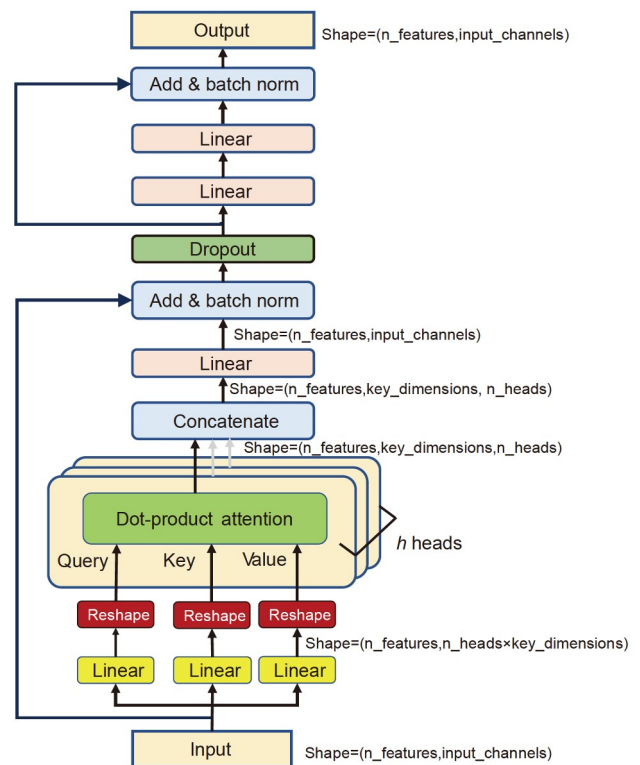 Output
Shape=(n_features,input_channels)
Add & batch norm
Linear
Linear
Dropout
Add & batch norm
Shape=(n_features,input_channels)
Linear
Shape=(n_features,key_dimensions, n_heads)
Concatenate
Shape=(n_features,key_dimensions,n_heads)
Dot-product attention
h heads
Query
Key
Value
Reshape
Reshape
Reshape
Shape=(n_features,n_heads×key_dimensions)
Linear
Linear
Linear
Input
Shape=(n_features,input_channels)